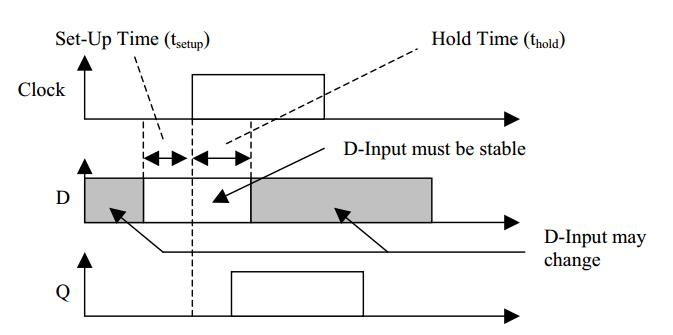 Set-Up Time (tsetup)
Hold Time (thold)
Clock
D-Input must be stable
D
D-Input may
change
Q